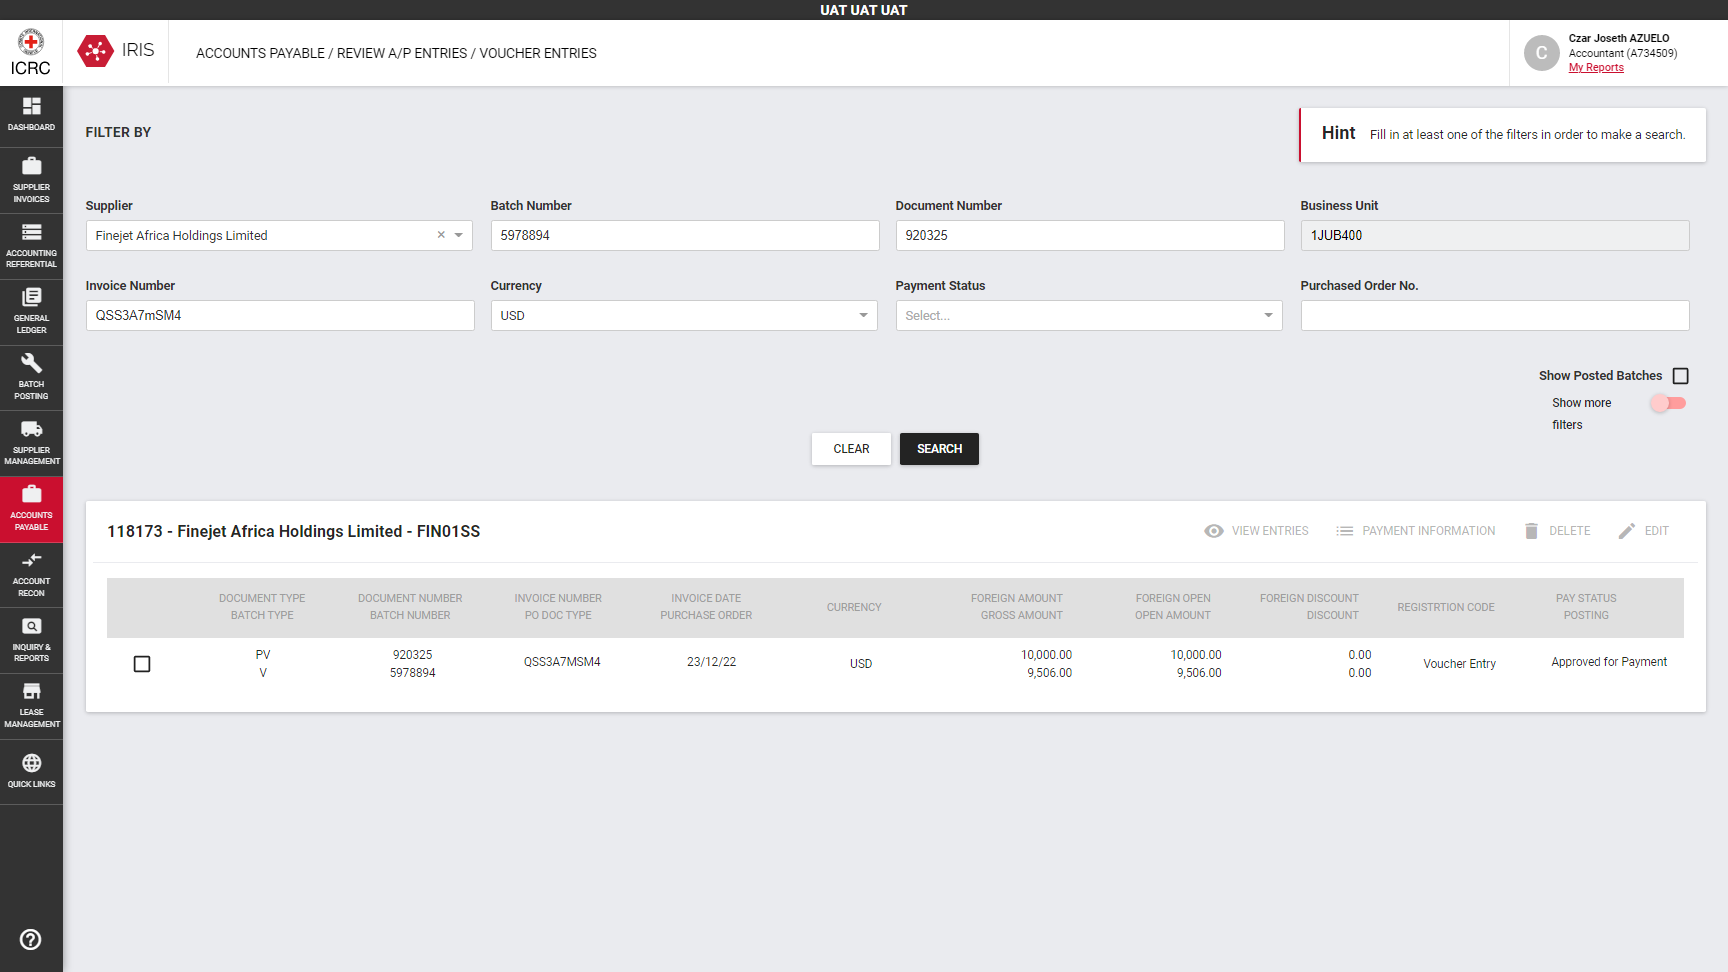 UAT UAT UAT
ICRC
IRIS
ACCOUNTS PAYABLE / REVIEW A/P ENTRIES / VOUCHER ENTRIES
C
Czar Joseth AZUELO
Accountant (A734509)
My Reports
DASHBOARD
SUPPLIER
INVOICES
ACCOUNTING
REFERENTIAL
GENERAL
LEDGER
BATCH
POSTING
SUPPLIER
MANAGEMENT
ACCOUNTS
PAYABLE
ACCOUNT
RECON
INQUIRY &
REPORTS
LEASE
MANAGEMENT
QUICK LINKS
FILTER BY
Hint Fill in at least one of the filters in order to make a search.
Supplier Batch Number Document Number Business Unit
Finejet Africa Holdings Limited 5978894 920325 1JUB400
Invoice Number Currency Payment Status Purchased Order No.
QSS3A7mSM4 USD Select...
Show Posted Batches
Show more
filters
CLEAR SEARCH
118173 - Finejet Africa Holdings Limited - FIN01SS VIEW ENTRIES PAYMENT INFORMATION DELETE EDIT
DOCUMENT TYPE DOCUMENT NUMBER INVOICE NUMBER INVOICE DATE FOREIGN AMOUNT FOREIGN OPEN FOREIGN DISCOUNT PAY STATUS
CURRENCY REGISTRTION CODE
BATCH TYPE BATCH NUMBER PO DOC TYPE PURCHASE ORDER GROSS AMOUNT OPEN AMOUNT DISCOUNT POSTING
PV 920325 10,000.00 10,000.00 0.00
QSS3A7MSM4 23/12/22 USD Voucher Entry Approved for Payment
V 5978894 9,506.00 9,506.00 0.00